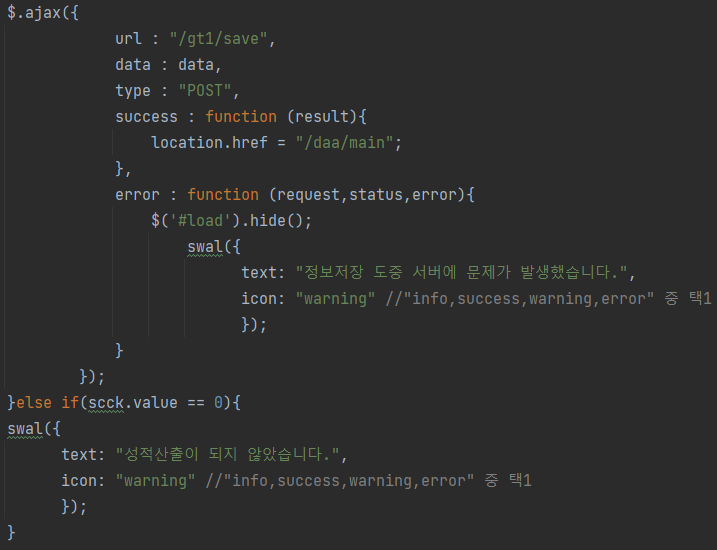 $.ajax({
url : "/gt1/save",
data : data,
type : "POST",
success : function (result){
location.href = "/daa/main";
},
error : function (request,status,error){
$('#load').hide();
swal({
text: "정보저장 도중 서버에 문제가 발생했습니다.",
icon: "warning" //"info,success,warning,error" 중 택1
});
}
});
}else if(scck.value == 0){
swal({
text: "성적산출이 되지 않았습니다.",
icon: "warning" //"info,success,warning,error" 중 택1
});
}